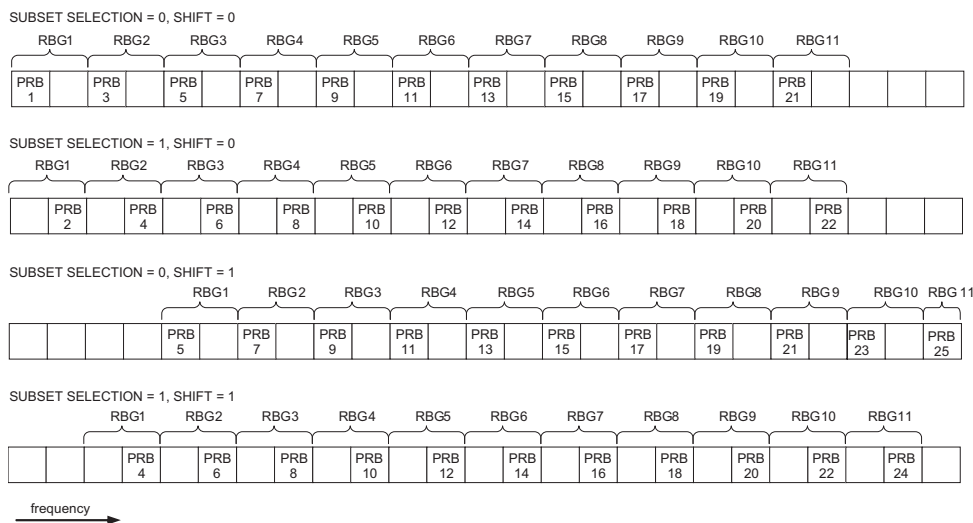 SUBSET SELECTION = 0, SHIFT = 0
RBG1 RBG2 RBG3 RBG4 RBG5 RBG6 RBG7 RBG8 RBG9 RBG10 RBG11
PRB PRB PRB PRB PRB PRB PRB PRB PRB PRB PRB
1 3 5 7 9 11 13 15 17 19 21
SUBSET SELECTION = 1, SHIFT = 0
RBG1 RBG2 RBG3 RBG4 RBG5 RBG6 RBG7 RBG8 RBG9 RBG10 RBG11
PRB PRB PRB PRB PRB PRB PRB PRB PRB PRB PRB
2 4 6 8 10 12 14 16 18 20 22
SUBSET SELECTION = 0, SHIFT = 1
RBG1 RBG2 RBG3 RBG4 RBG5 RBG6 RBG7 RBG8 RBG9 RBG10 RBG11
PRB PRB PRB PRB PRB PRB PRB PRB PRB PRB PRB
5 7 9 11 13 15 17 19 21 23 25
SUBSET SELECTION = 1, SHIFT = 1
RBG1 RBG2 RBG3 RBG4 RBG5 RBG6 RBG7 RBG8 RBG9 RBG10 RBG11
PRB PRB PRB PRB PRB PRB PRB PRB PRB PRB PRB
4 6 8 10 12 14 16 18 20 22 24
frequency